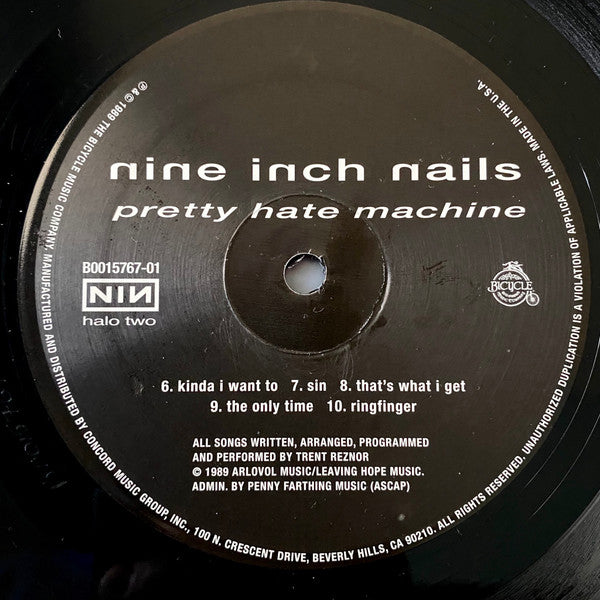 nine inch nails
pretty hate machine
B0015767-01
NIN
halo two
BICYCLE
6. kinda i want to 7. sin 8. that's what i get
9. the only time 10. ringfinger
ALL SONGS WRITTEN, ARRANGED, PROGRAMMED
AND PERFORMED BY TRENT REZNOR
© 1989 ARLOVOL MUSIC/LEAVING HOPE MUSIC.
ADMIN. BY PENNY FARTHING MUSIC (ASCAP)
℗ & © 1989 THE BICYCLE MUSIC COMPANY. MANUFACTURED AND DISTRIBUTED BY CONCORD MUSIC GROUP, INC., 100 N. CRESCENT DRIVE, BEVERLY HILLS, CA 90210. ALL RIGHTS RESERVED. UNAUTHORIZED DUPLICATION IS A VIOLATION OF APPLICABLE LAWS. MADE IN THE U.S.A.